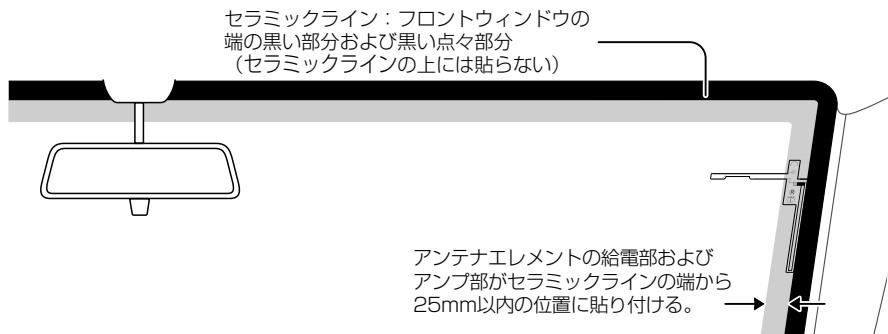 セラミックライン：フロントウィンドウの
端の黒い部分および黒い点々部分
（セラミックラインの上には貼らない）
アンテナエレメントの給電部および
アンプ部がセラミックラインの端から
25mm以内の位置に貼り付ける。